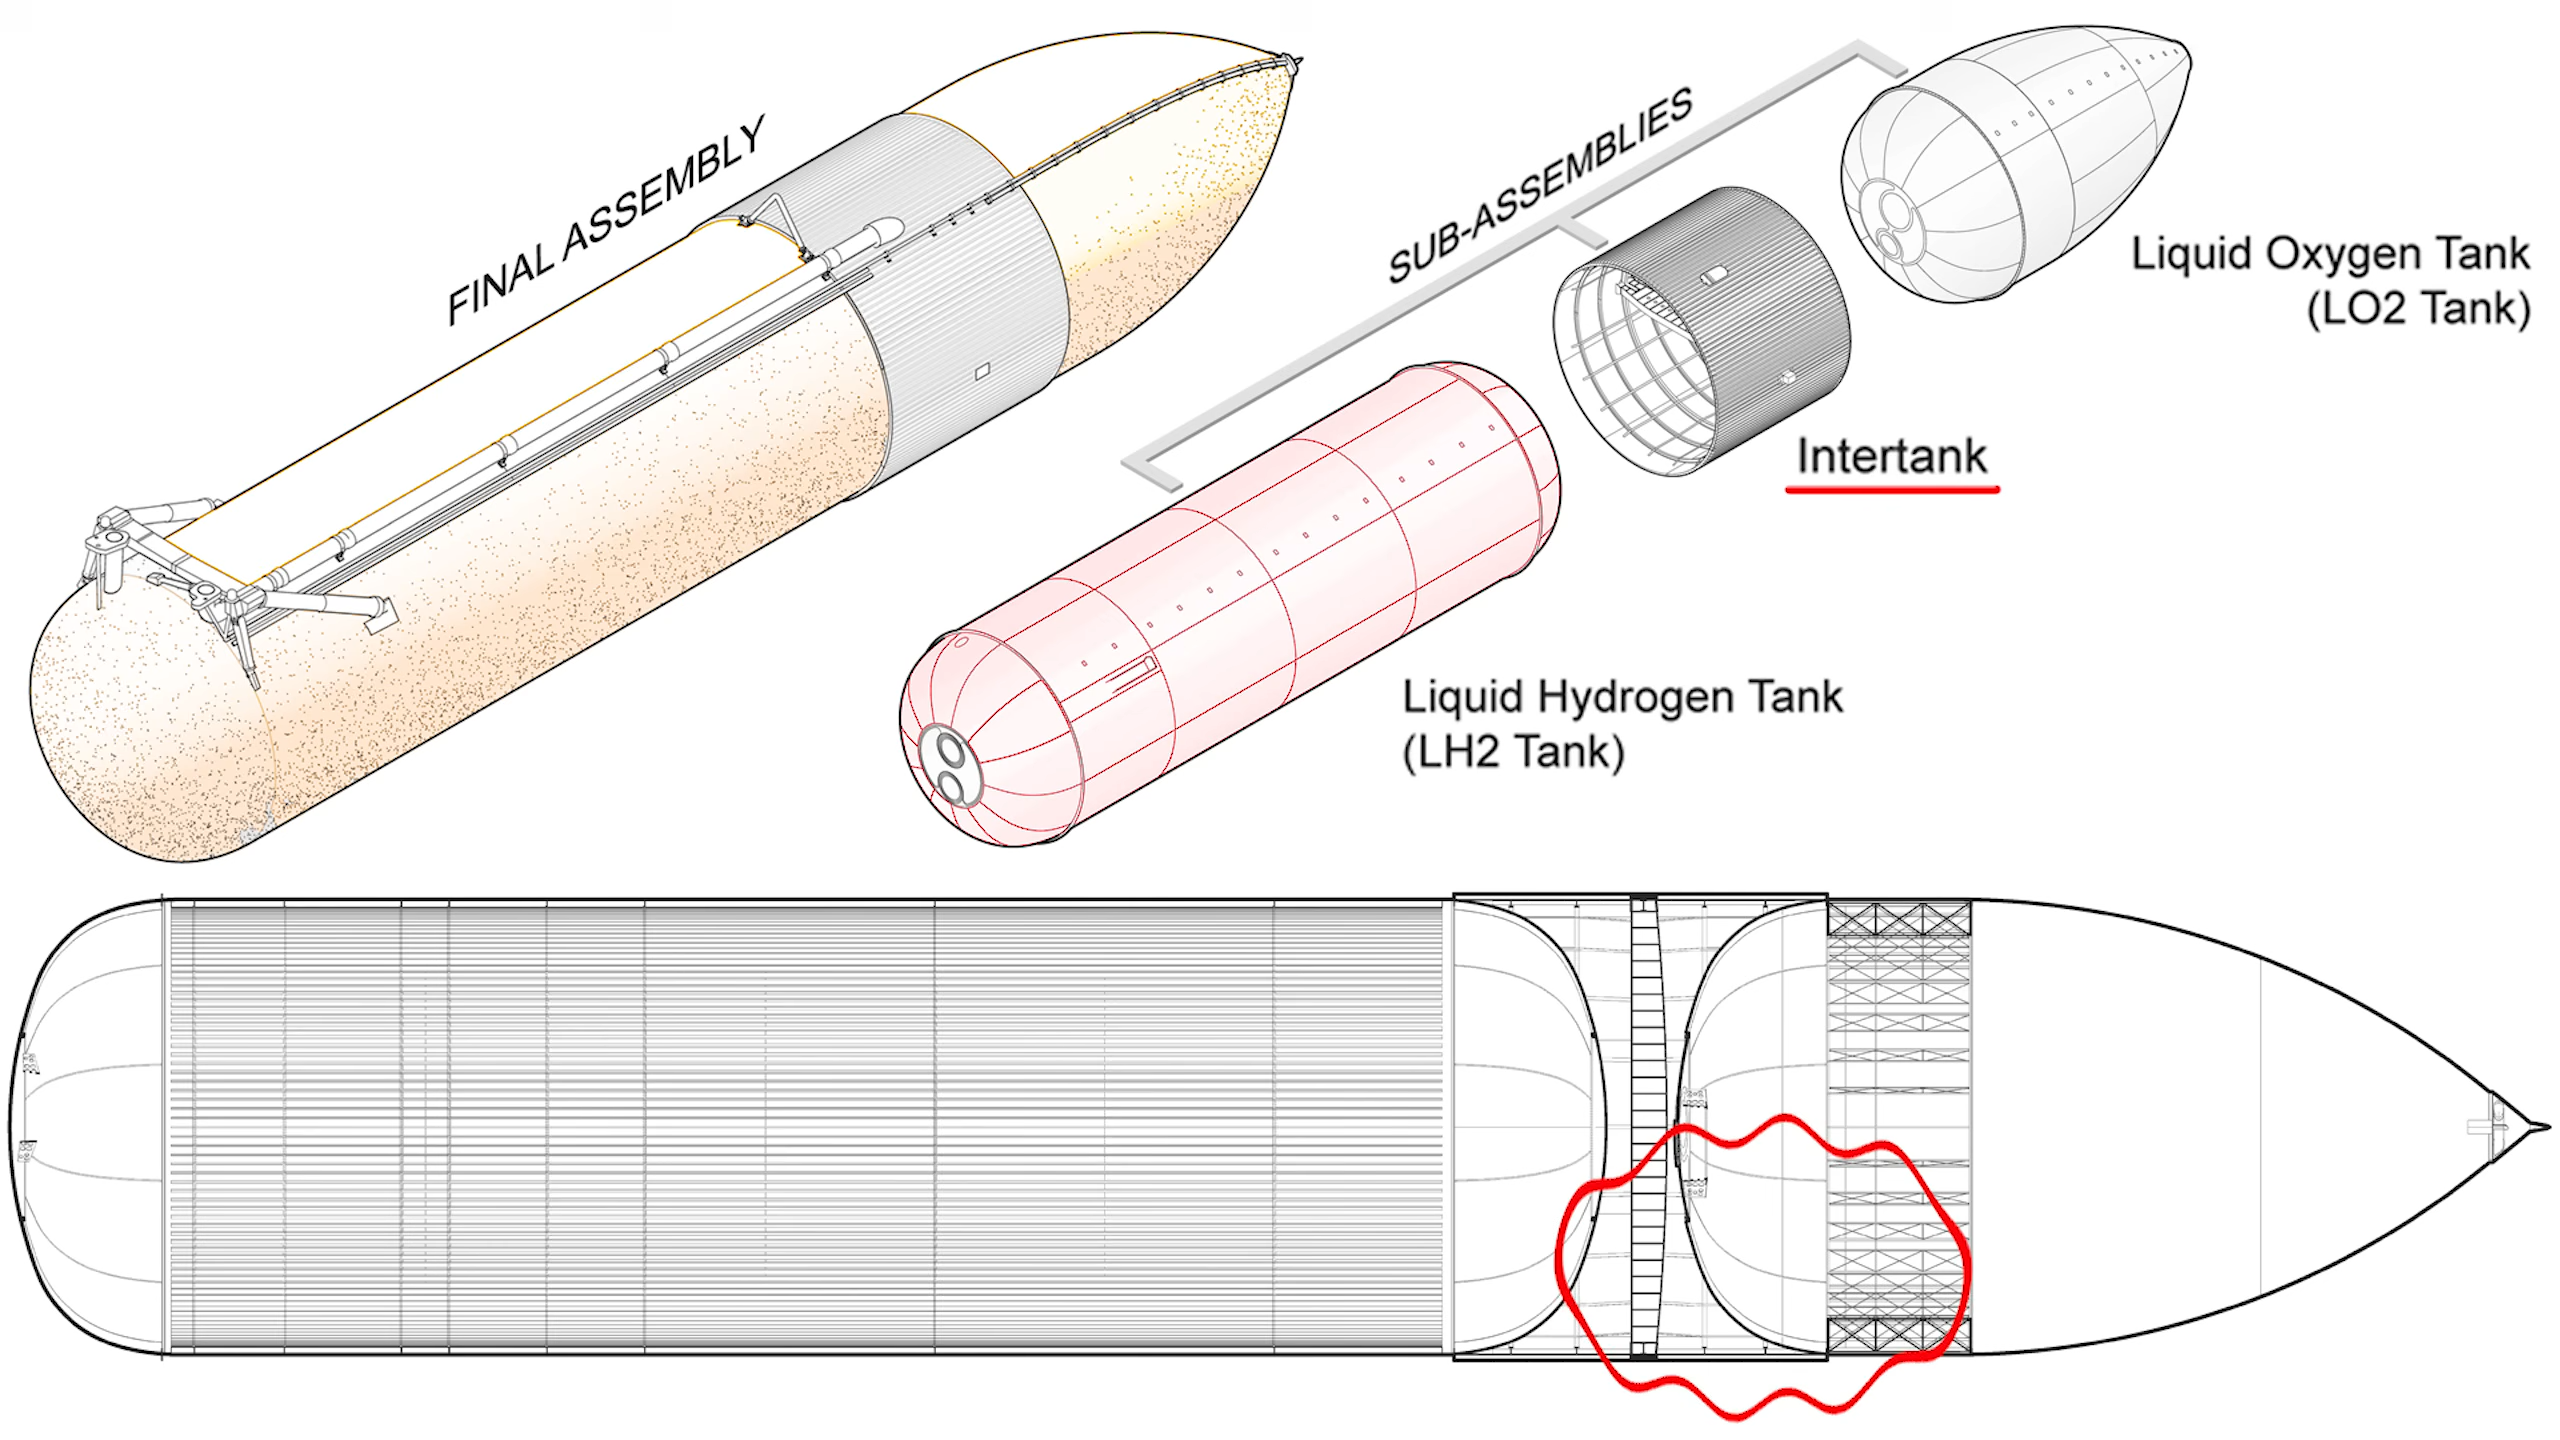 FINAL ASSEMBLY
SUB-ASSEMBLIES
Liquid Oxygen Tank
(LO2 Tank)
Intertank
Liquid Hydrogen Tank
(LH2 Tank)